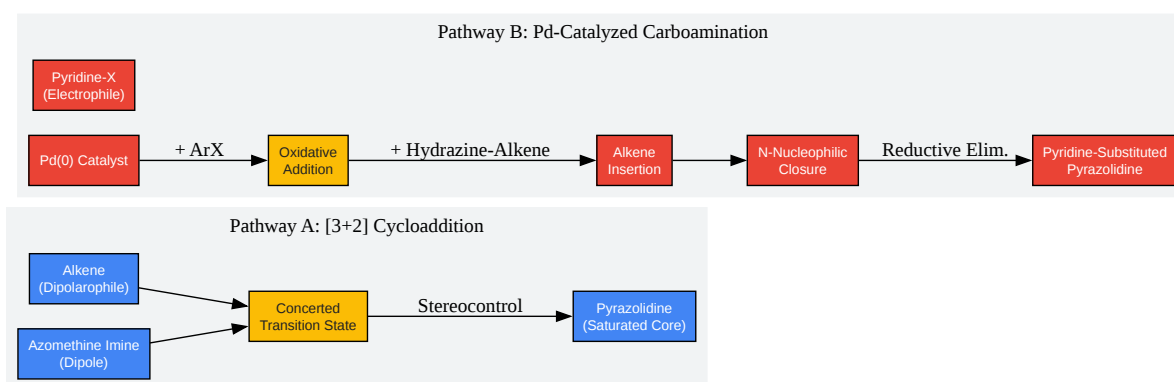 Pathway B: Pd-Catalyzed Carboamination
Pyridine-X
(Electrophile)
Pd(0) Catalyst
+ ArX
Oxidative
Addition
+ Hydrazine-Alkene
Alkene
Insertion
N-Nucleophilic
Closure
Reductive Elim.
Pyridine-Substituted
Pyrazolidine
Pathway A: [3+2] Cycloaddition
Alkene
(Dipolarophile)
Azomethine Imine
(Dipole)
Concerted
Transition State
Stereocontrol
Pyrazolidine
(Saturated Core)